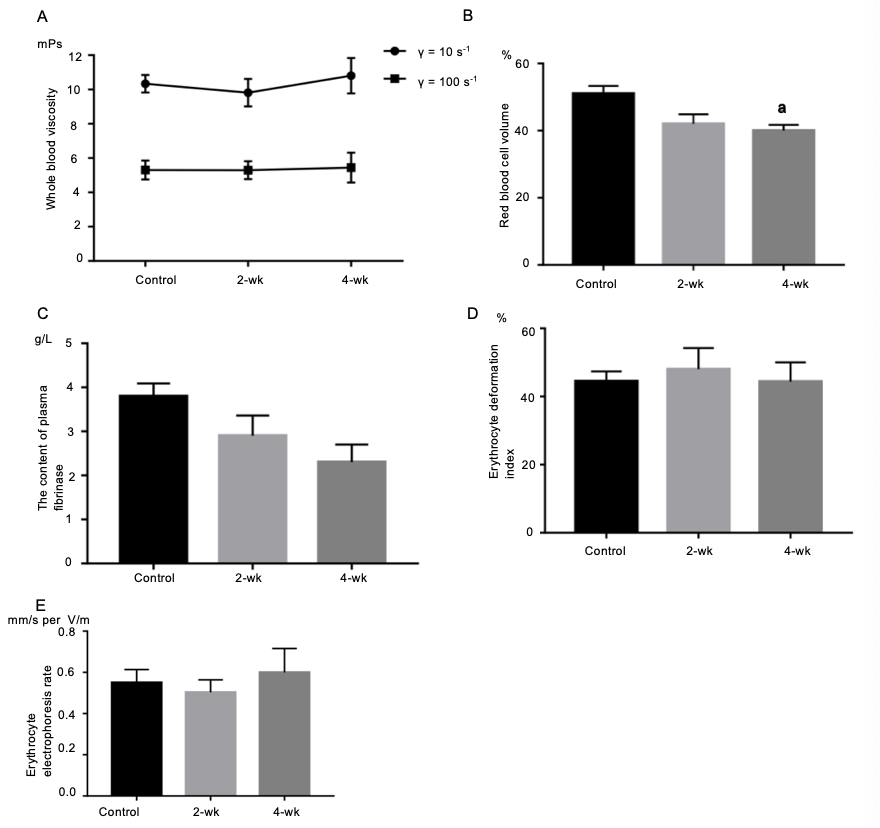 A
mPs
12
10
8
6
4
2
0
Whole blood viscosity
Control
2-wk
4-wk
γ = 10 s-1
γ = 100 s-1
B
%
60
40
20
0
Red blood cell volume
a
Control
2-wk
4-wk
C
g/L
5
4
3
2
1
0
The content of plasma
fibrinase
Control
2-wk
4-wk
D
%
60
40
20
0
Erythrocyte deformation
index
Control
2-wk
4-wk
E
mm/s per V/m
0.8
0.6
0.4
0.2
0.0
Erythrocyte
electrophoresis rate
Control
2-wk
4-wk